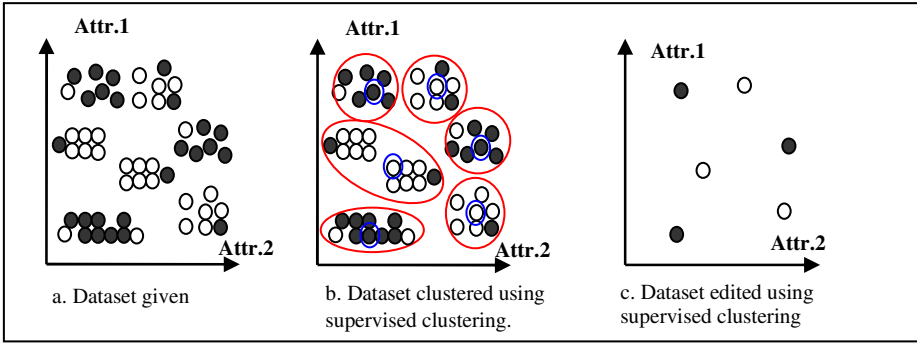 Attr.1
Attr.2
a. Dataset given
Attr.1
Attr.2
b. Dataset clustered using
supervised clustering.
Attr.1
Attr.2
c. Dataset edited using
supervised clustering